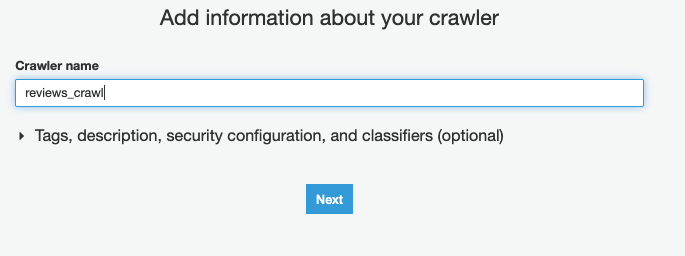 Add information about your crawler
Crawler name
reviews_crawl
Tags, description, security configuration, and classifiers (optional)
Next